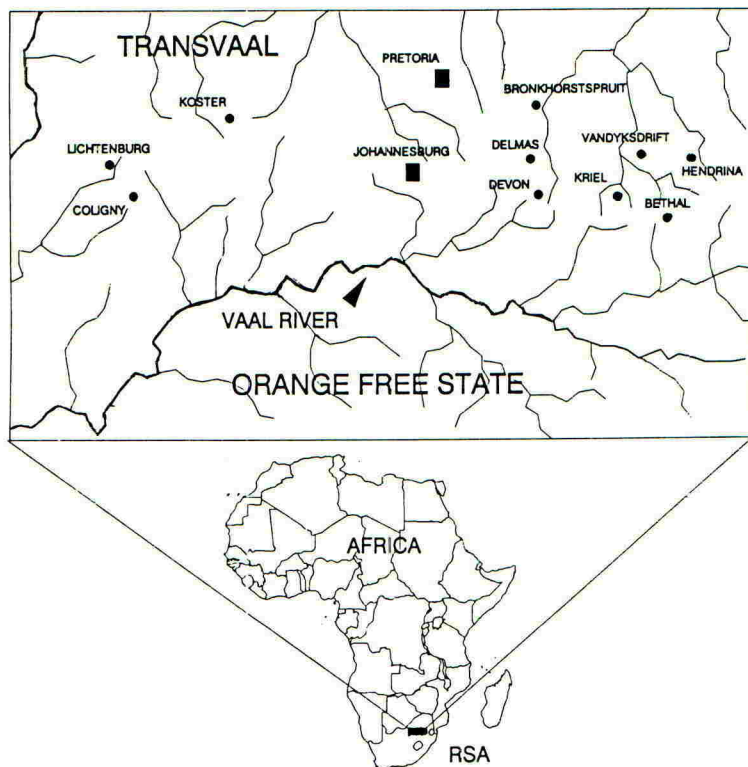 TRANSVAAL
PRETORIA
BRONKHORSTSPRUIT
KOSTER
LICHTENBURG
JOHANNESBURG
DELMAS
VANDYKSDRIFT
HENDRINA
COLIGNY
DEVON
KRIEL
BETHAL
VAAL RIVER
ORANGE FREE STATE
AFRICA
RSA